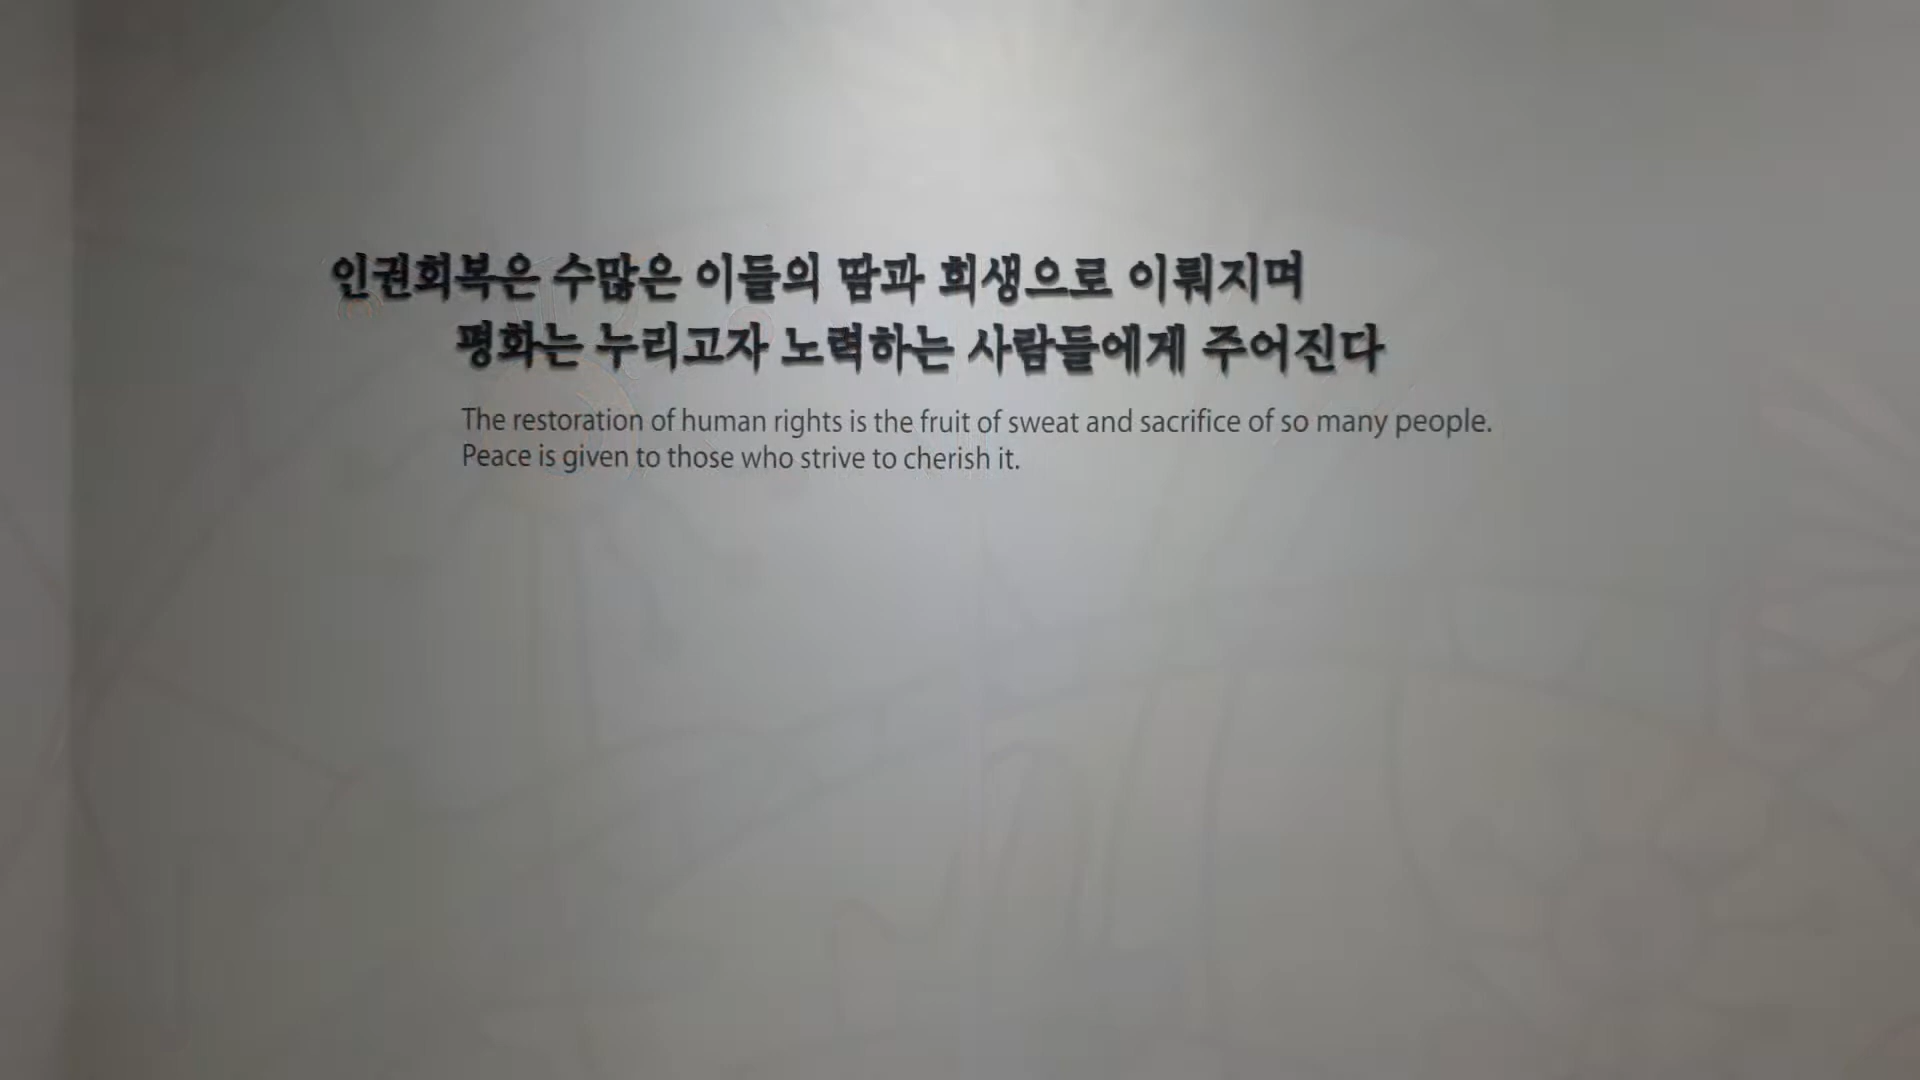 인권회복은 수많은 이들의 땀과 희생으로 이뤄지며
평화는 누리고자 노력하는 사람들에게 주어진다
The restoration of human rights is the fruit of sweat and sacrifice of so many people.
Peace is given to those who strive to cherish it.